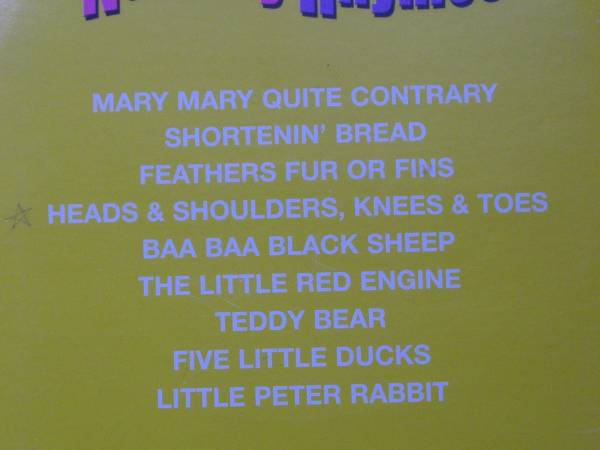 MARY MARY QUITE CONTRARY
SHORTENIN' BREAD
FEATHERS FUR OR FINS
HEADS & SHOULDERS, KNEES & TOES
BAA BAA BLACK SHEEP
THE LITTLE RED ENGINE
TEDDY BEAR
FIVE LITTLE DUCKS
LITTLE PETER RABBIT